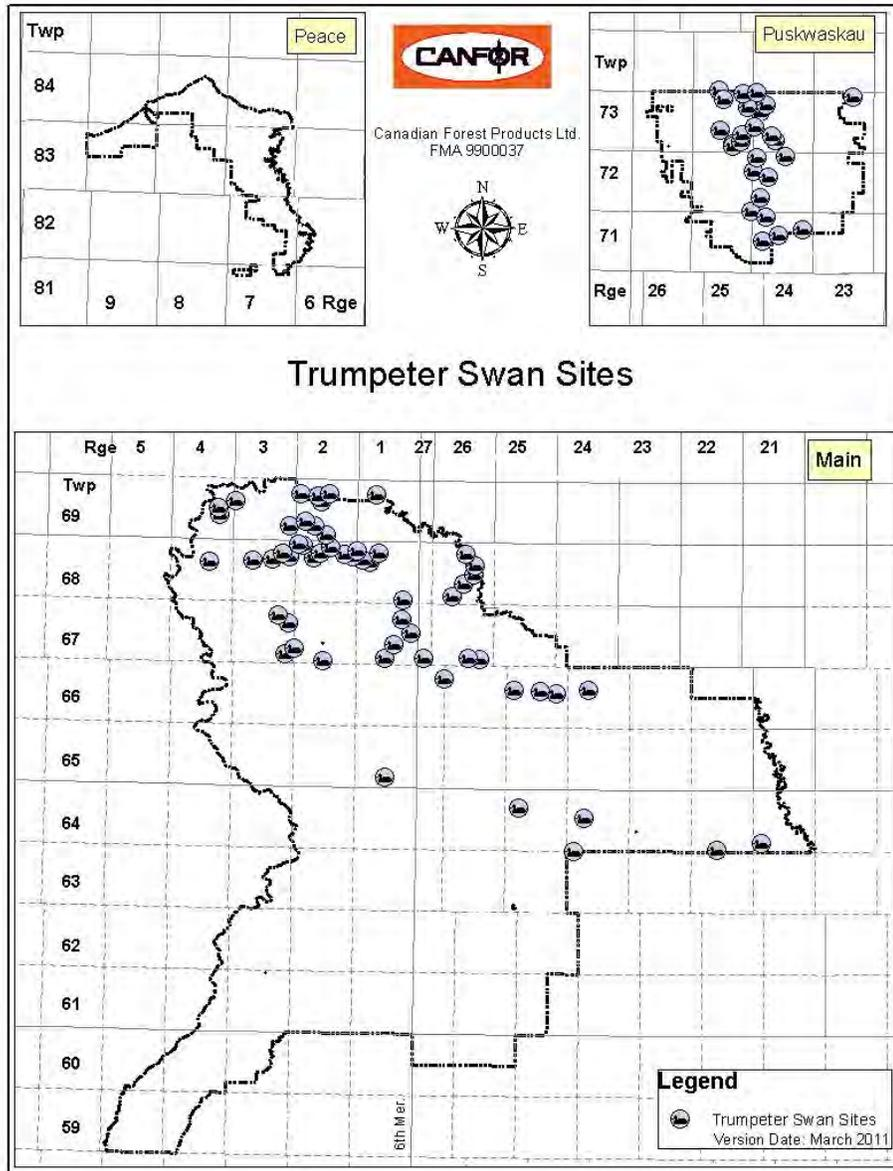 Twp
Peace
84
83
82
81
9 8 7 6 Rge
CANFOR
Canadian Forest Products Ltd.
FMA 9900037
N
W E
S
Puskwaskau
Twp
73
72
71
Rge 26 25 24 23
Trumpeter Swan Sites
Rge 5 4 3 2 1 27 26 25 24 23 22 21
Main
Twp
69
68
67
66
65
64
63
62
61
60
59
6th Mer.
Legend
Trumpeter Swan Sites
Version Date: March 2011